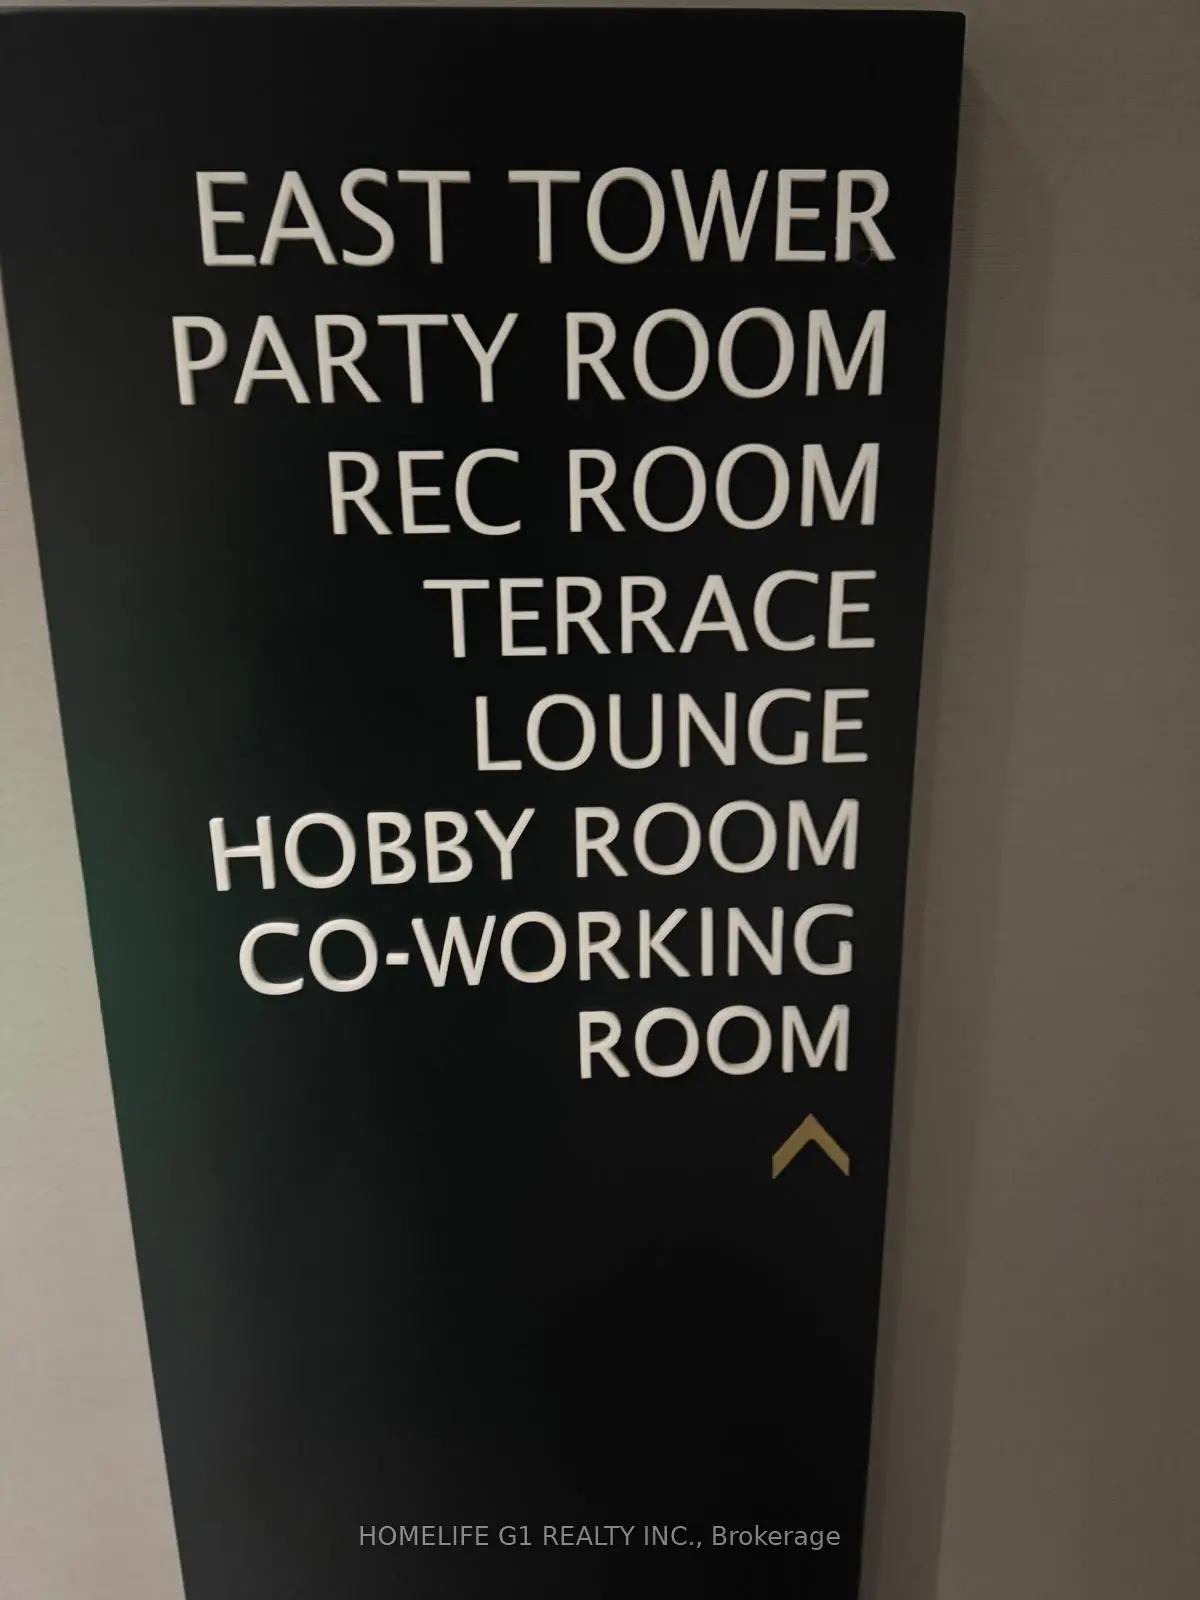 EAST TOWER
PARTY ROOM
REC ROOM
TERRACE
LOUNGE
HOBBY ROOM
CO-WORKING
ROOM
HOMELIFE G1 REALTY INC., Brokerage